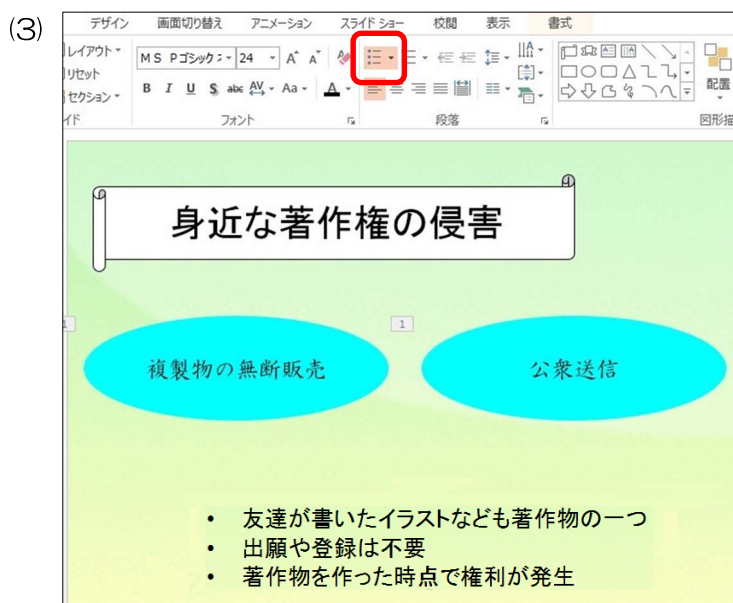 (3)
デザイン 画面切り替え アニメーション スライド ショー 校閲 表示 書式
レイアウト
リセット
セクション
MS Pゴシック 24 A A
B I U S abc AV Aa A
配置
イド フォント 段落 図形描
身近な著作権の侵害
1 1
複製物の無断販売 公衆送信
• 友達が書いたイラストなども著作物の一つ
• 出願や登録は不要
• 著作物を作った時点で権利が発生